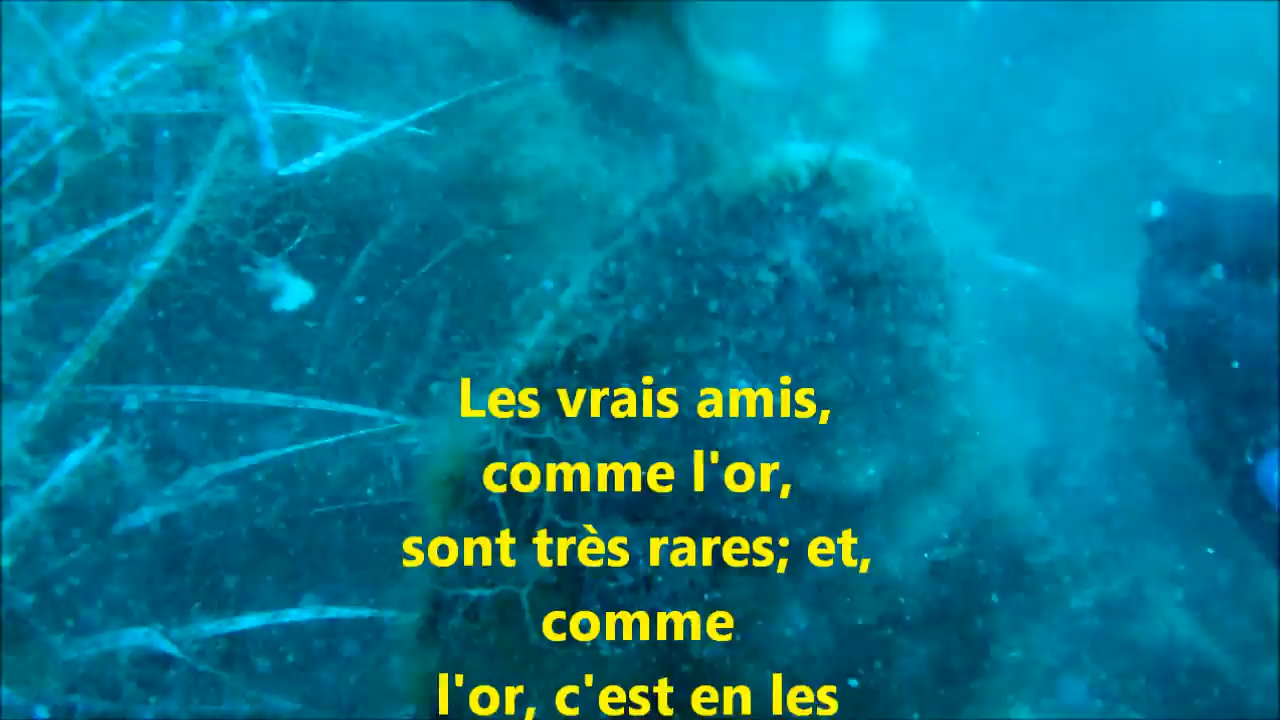 Les vrais amis,
comme l'or,
sont très rares; et,
comme
l'or, c'est en les